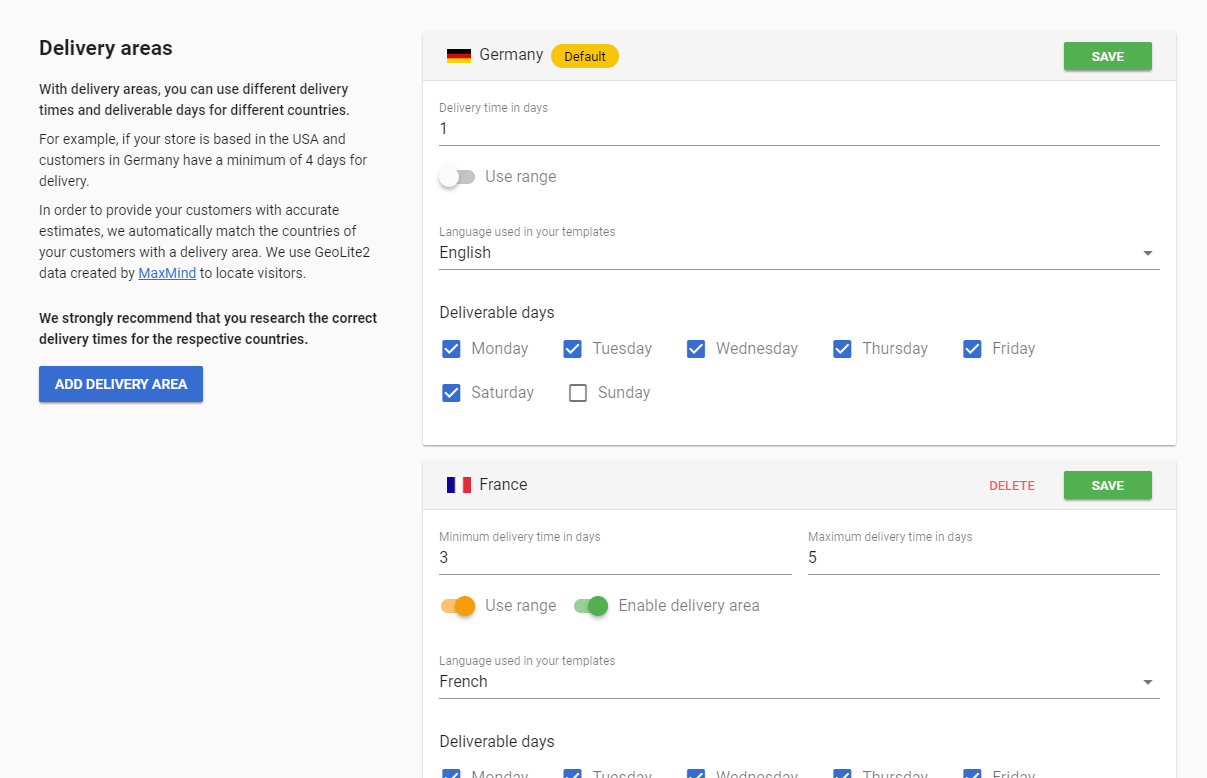 Delivery areas
With delivery areas, you can use different delivery
times and deliverable days for different countries.
For example, if your store is based in the USA and
customers in Germany have a minimum of 4 days for
delivery.
In order to provide your customers with accurate
estimates, we automatically match the countries of
your customers with a delivery area. We use GeoLite2
data created by MaxMind to locate visitors.
We strongly recommend that you research the correct
delivery times for the respective countries.
ADD DELIVERY AREA
Germany Default SAVE
Delivery time in days
1
Use range
Language used in your templates
English
Deliverable days
Monday Tuesday Wednesday Thursday Friday
Saturday Sunday
France DELETE SAVE
Minimum delivery time in days Maximum delivery time in days
3 5
Use range Enable delivery area
Language used in your templates
French
Deliverable days
Monday Tuesday Wednesday Thursday Friday